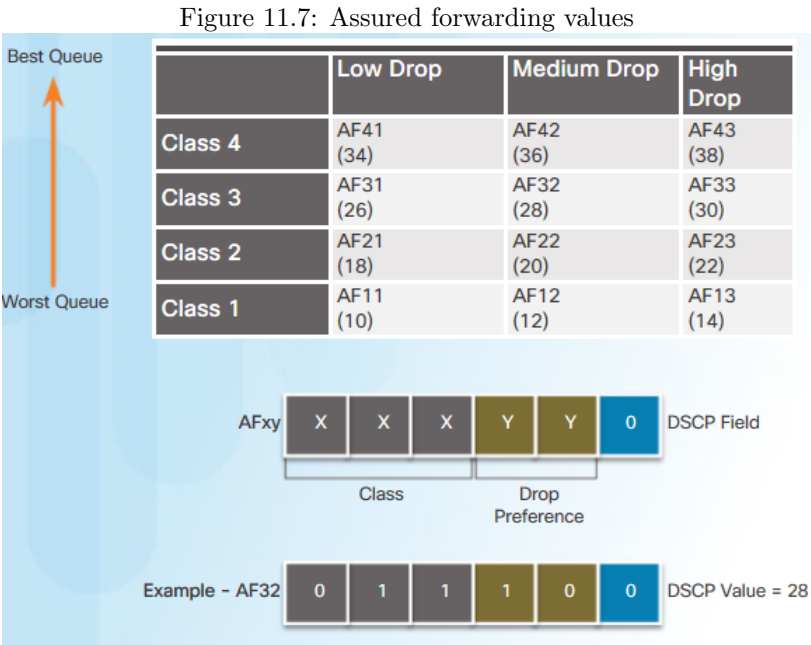 Figure 11.7: Assured forwarding values
Best Queue
Low Drop Medium Drop High
Drop
Class 4 AF41 AF42 AF43
(34) (36) (38)
Class 3 AF31 AF32 AF33
(26) (28) (30)
Class 2 AF21 AF22 AF23
(18) (20) (22)
Worst Queue Class 1 AF11 AF12 AF13
(10) (12) (14)
AFxy X X X Y Y 0 DSCP Field
Class Drop
Preference
Example - AF32 0 1 1 1 0 0 DSCP Value = 28